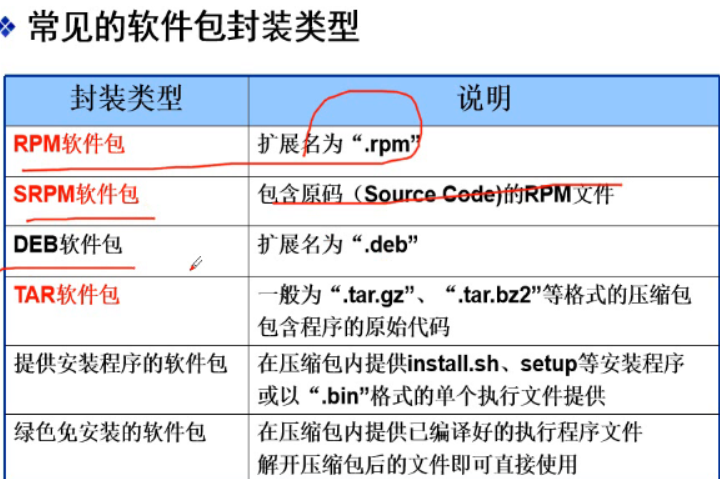 常见的软件包封装类型
封装类型 说明
RPM软件包 扩展名为“.rpm”
SRPM软件包 包含原码（Source Code)的RPM文件
DEB软件包 扩展名为“.deb”
TAR软件包 一般为“.tar.gz”、“.tar.bz2”等格式的压缩包
包含程序的原始代码
提供安装程序的软件包 在压缩包内提供install.sh、setup等安装程序
或以“.bin”格式的单个执行文件提供
绿色免安装的软件包 在压缩包内提供已编译好的执行程序文件
解开压缩包后的文件即可直接使用